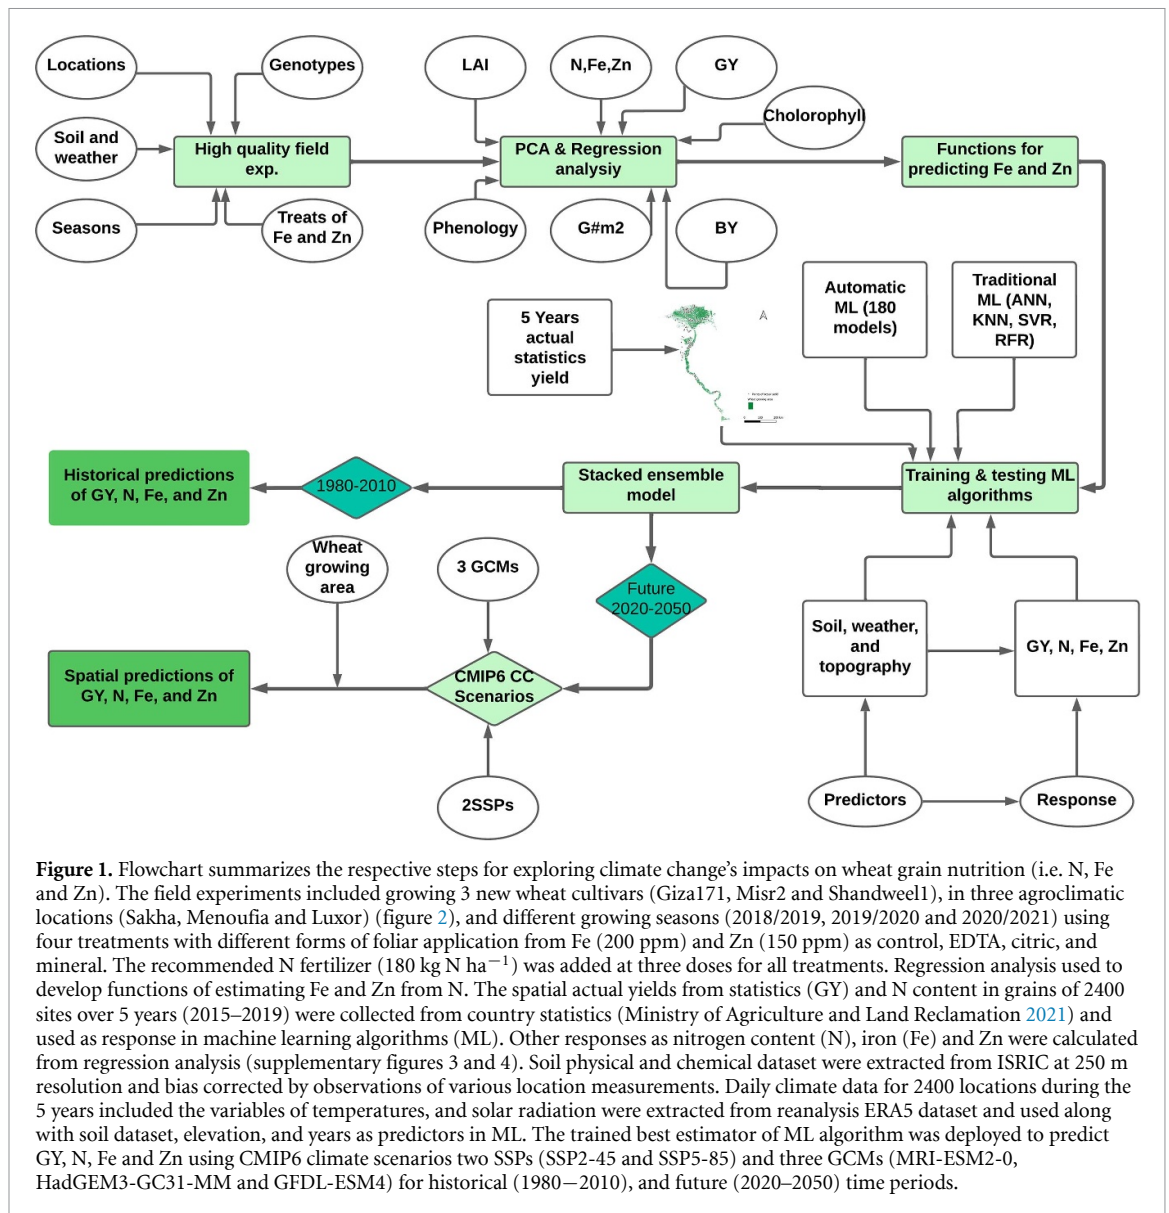 Locations
Genotypes
LAI
N,Fe,Zn
GY
Cholorophyll
Soil and
weather
High quality field
exp.
PCA & Regression
analysiy
Functions for
predicting Fe and Zn
Seasons
Treats of
Fe and Zn
Phenology
G#m2
BY
5 Years
actual
statistics
yield
Automatic
ML (180
models)
Traditional
ML (ANN,
KNN, SVR,
RFR)
Historical predictions
of GY, N, Fe, and Zn
1980-2010
Stacked ensemble
model
Training & testing ML
algorithms
Wheat
growing
area
3 GCMs
Future
2020-2050
Soil, weather,
and
topography
GY, N, Fe, Zn
Spatial predictions of
GY, N, Fe, and Zn
CMIP6 CC
Scenarios
2SSPs
Predictors
Response
Figure 1. Flowchart summarizes the respective steps for exploring climate change's impacts on wheat grain nutrition (i.e. N, Fe
and Zn). The field experiments included growing 3 new wheat cultivars (Giza171, Misr2 and Shandweel1), in three agroclimatic
locations (Sakha, Menoufia and Luxor) (figure 2), and different growing seasons (2018/2019, 2019/2020 and 2020/2021) using
four treatments with different forms of foliar application from Fe (200 ppm) and Zn (150 ppm) as control, EDTA, citric, and
mineral. The recommended N fertilizer (180 kg N ha−1) was added at three doses for all treatments. Regression analysis used to
develop functions of estimating Fe and Zn from N. The spatial actual yields from statistics (GY) and N content in grains of 2400
sites over 5 years (2015–2019) were collected from country statistics (Ministry of Agriculture and Land Reclamation 2021) and
used as response in machine learning algorithms (ML). Other responses as nitrogen content (N), iron (Fe) and Zn were calculated
from regression analysis (supplementary figures 3 and 4). Soil physical and chemical dataset were extracted from ISRIC at 250 m
resolution and bias corrected by observations of various location measurements. Daily climate data for 2400 locations during the
5 years included the variables of temperatures, and solar radiation were extracted from reanalysis ERA5 dataset and used along
with soil dataset, elevation, and years as predictors in ML. The trained best estimator of ML algorithm was deployed to predict
GY, N, Fe and Zn using CMIP6 climate scenarios two SSPs (SSP2-45 and SSP5-85) and three GCMs (MRI-ESM2-0,
HadGEM3-GC31-MM and GFDL-ESM4) for historical (1980−2010), and future (2020–2050) time periods.